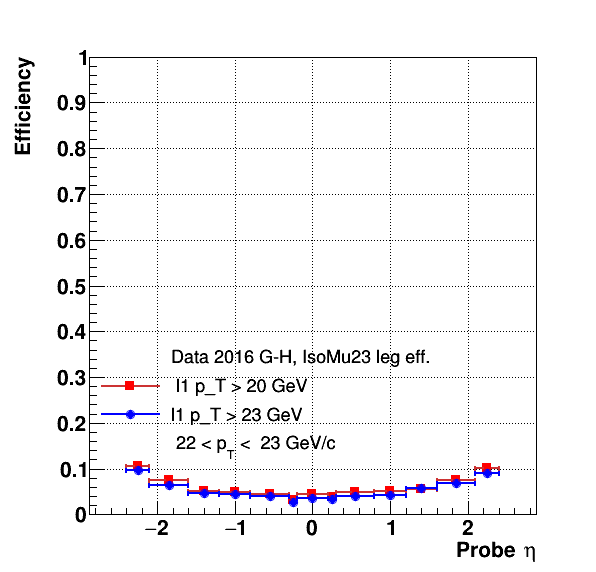 Efficiency
1
0.9
0.8
0.7
0.6
0.5
0.4
0.3
0.2
0.1
0
Data 2016 G-H, IsoMu23 leg eff.
l1 p_T > 20 GeV
l1 p_T > 23 GeV
22 < p_T < 23 GeV/c
−2 −1 0 1 2
Probe η